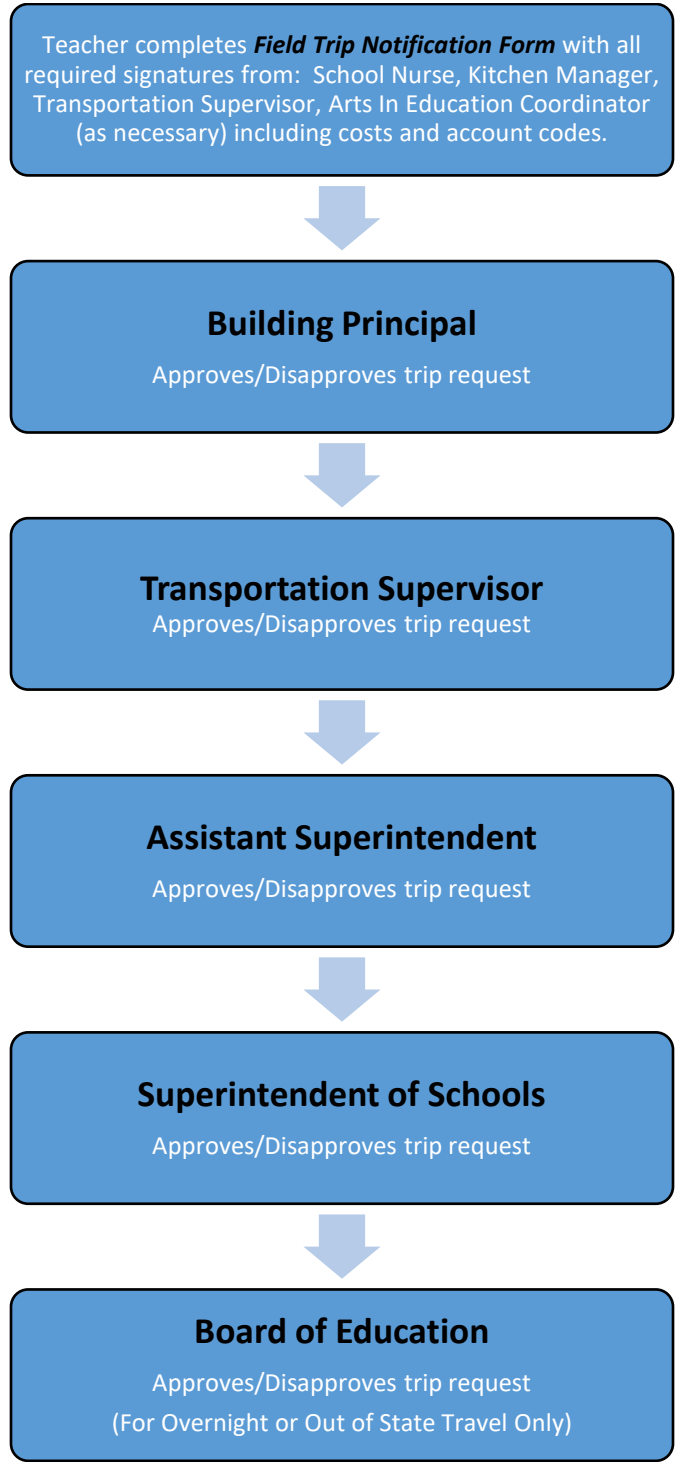 Teacher completes Field Trip Notification Form with all
required signatures from: School Nurse, Kitchen Manager,
Transportation Supervisor, Arts In Education Coordinator
(as necessary) including costs and account codes.
Building Principal
Approves/Disapproves trip request
Transportation Supervisor
Approves/Disapproves trip request
Assistant Superintendent
Approves/Disapproves trip request
Superintendent of Schools
Approves/Disapproves trip request
Board of Education
Approves/Disapproves trip request
(For Overnight or Out of State Travel Only)